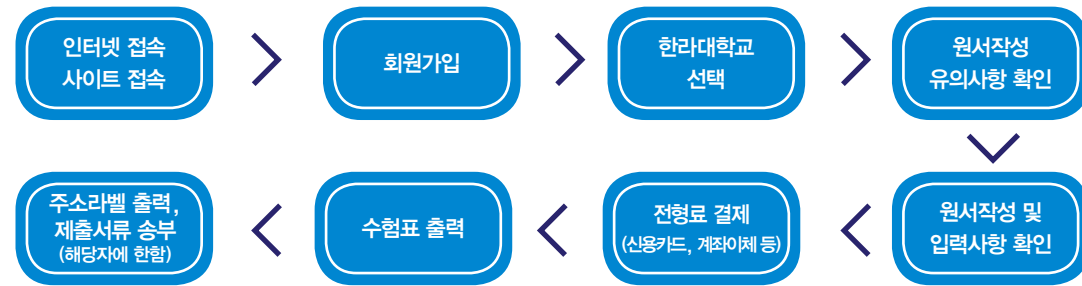 인터넷 접속
사이트 접속
회원가입
한라대학교
선택
원서작성
유의사항 확인
원서작성 및
입력사항 확인
전형료 결제
(신용카드, 계좌이체 등)
수험표 출력
주소라벨 출력,
제출서류 송부
(해당자에 한함)